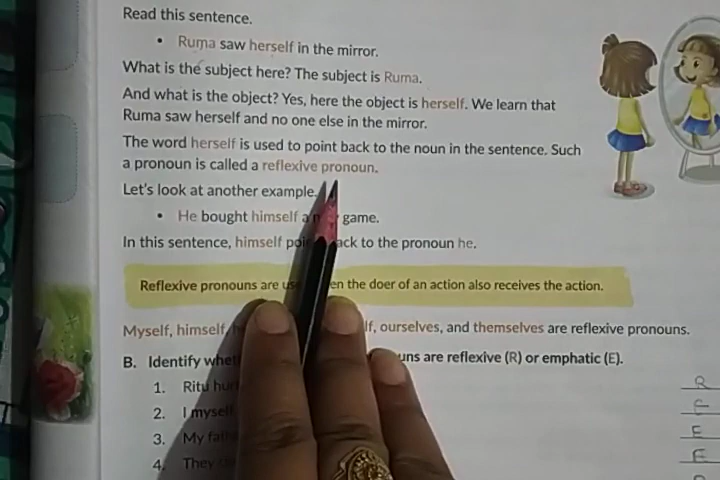 Read this sentence.
• Ruma saw herself in the mirror.
What is the subject here? The subject is Ruma.
And what is the object? Yes, here the object is herself. We learn that
Ruma saw herself and no one else in the mirror.
The word herself is used to point back to the noun in the sentence. Such
a pronoun is called a reflexive pronoun.
Let's look at another example.
• He bought himself a game.
In this sentence, himself poi ack to the pronoun he.
Reflexive pronouns are us en the doer of an action also receives the action.
Myself, himself, lf, ourselves, and themselves are reflexive pronouns.
B. Identify whet uns are reflexive (R) or emphatic (E).
1. Ritu hur R
2. I myself E
3. My fath E
4. They E